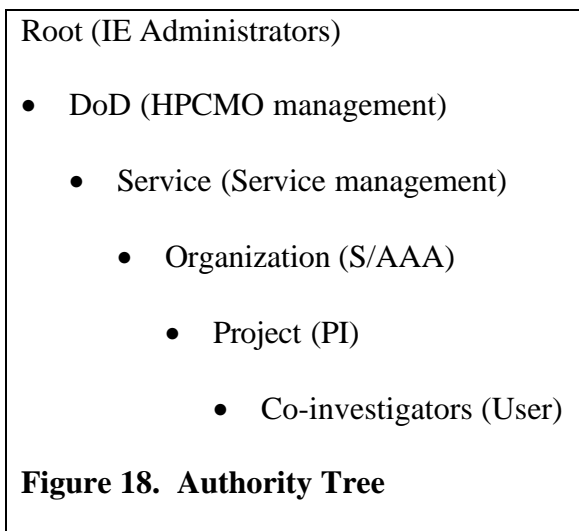 Root (IE Administrators)
• DoD (HPCMO management)
• Service (Service management)
• Organization (S/AAA)
• Project (PI)
• Co-investigators (User)
Figure 18.  Authority Tree